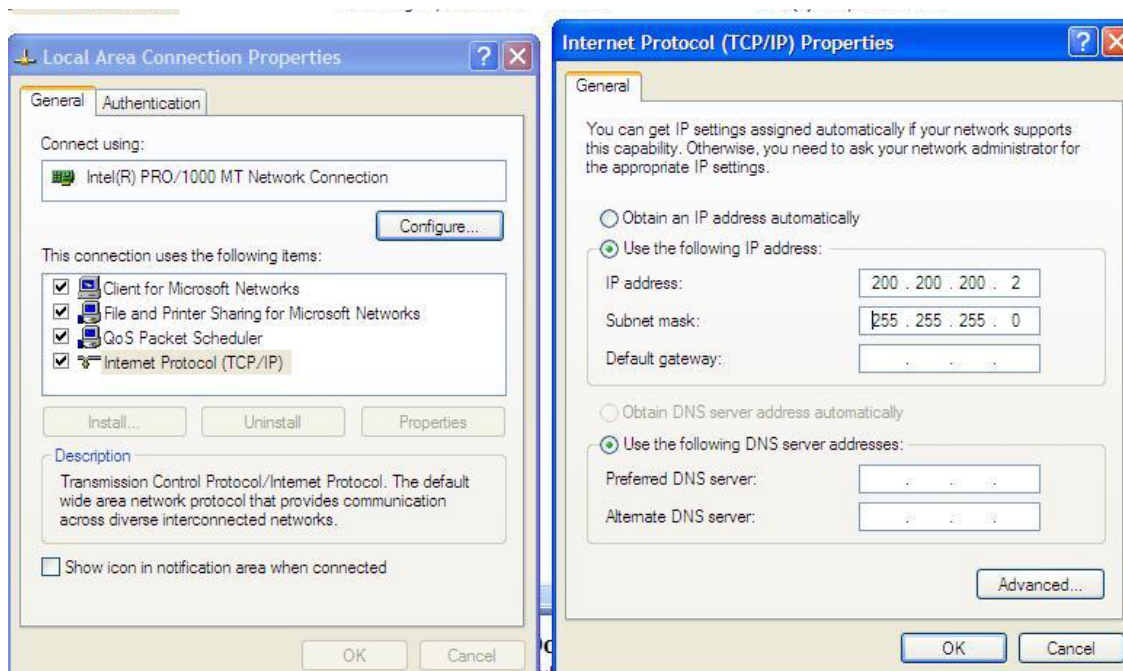 Local Area Connection Properties
General
Authentication
Connect using:
Intel(R) PRO/1000 MT Network Connection
Configure...
This connection uses the following items:
Client for Microsoft Networks
File and Printer Sharing for Microsoft Networks
QoS Packet Scheduler
Internet Protocol (TCP/IP)
Install...
Uninstall
Properties
Description
Transmission Control Protocol/Internet Protocol. The default
wide area network protocol that provides communication
across diverse interconnected networks.
Show icon in notification area when connected
OK
Cancel
Internet Protocol (TCP/IP) Properties
General
You can get IP settings assigned automatically if your network supports
this capability. Otherwise, you need to ask your network administrator for
the appropriate IP settings.
Obtain an IP address automatically
Use the following IP address:
IP address: 200 . 200 . 200 . 2
Subnet mask: 255 . 255 . 255 . 0
Default gateway: . . .
Obtain DNS server address automatically
Use the following DNS server addresses:
Preferred DNS server: . . .
Alternate DNS server: . . .
Advanced...
OK
Cancel